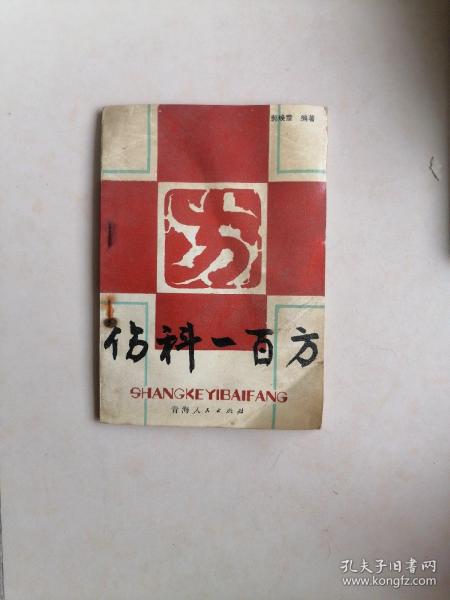 郭焕章 编著
方
伤科一百方
SHANGKEYIBAIFANG
青海人民出版社
孔夫子旧书网
www.kongfz.com